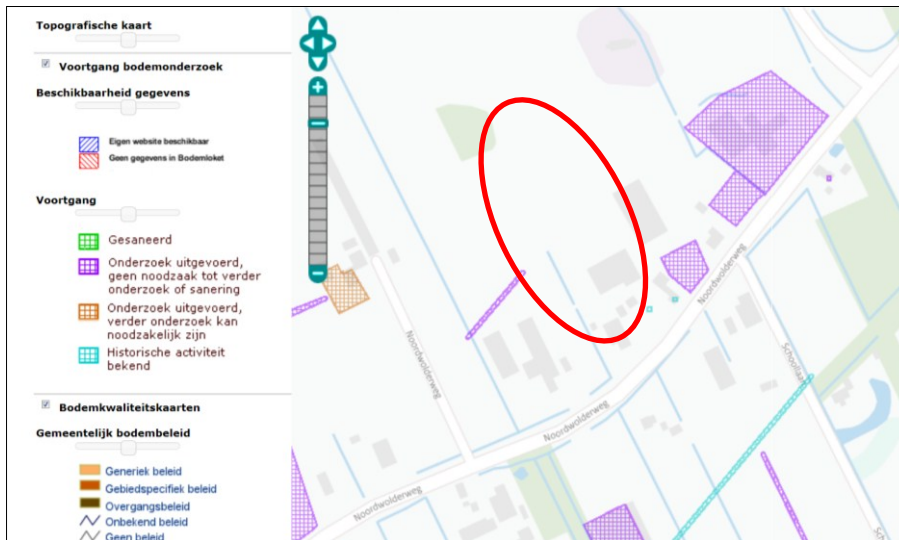 Topografische kaart
Voortgang bodemonderzoek
Beschikbaarheid gegevens
Eigen website beschikbaar
Geen gegevens in Bodemloket
Voortgang
Gesaneerd
Onderzoek uitgevoerd,
geen noodzaak tot verder
onderzoek of sanering
Onderzoek uitgevoerd,
verder onderzoek kan
noodzakelijk zijn
Historische activiteit
bekend
Bodemkwaliteitskaarten
Gemeentelijk bodembeleid
Generiek beleid
Gebiedspecifiek beleid
Overgangsbeleid
Onbekend beleid
Geen beleid
Noordwolderweg
Noordwolderweg
Noordwolderweg
Noordwolderweg